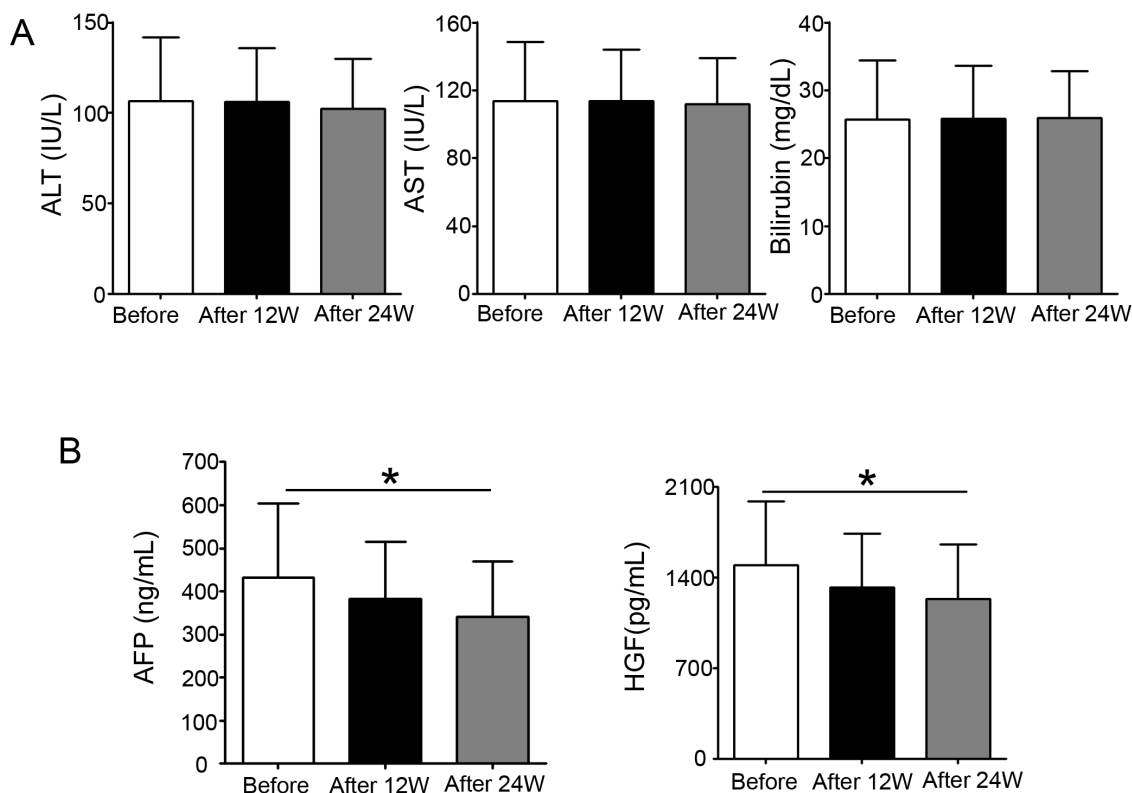 A
ALT (IU/L)
150
100
50
0
Before
After 12W
After 24W
AST (IU/L)
160
120
80
40
0
Before
After 12W
After 24W
Bilirubin (mg/dL)
40
30
20
10
0
Before
After 12W
After 24W
B
AFP (ng/mL)
700
600
500
400
300
200
100
0
*
Before
After 12W
After 24W
HGF(pg/mL)
2100
1400
700
0
*
Before
After 12W
After 24W